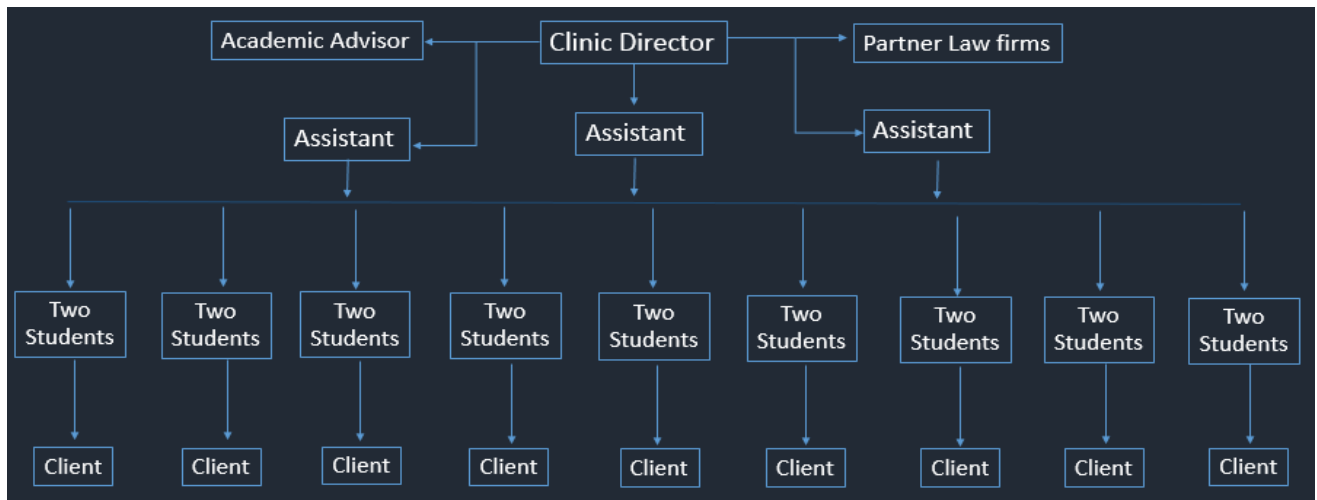 Academic Advisor
Clinic Director
Partner Law firms
Assistant
Assistant
Assistant
Two
Students
Two
Students
Two
Students
Two
Students
Two
Students
Two
Students
Two
Students
Two
Students
Two
Students
Client
Client
Client
Client
Client
Client
Client
Client
Client